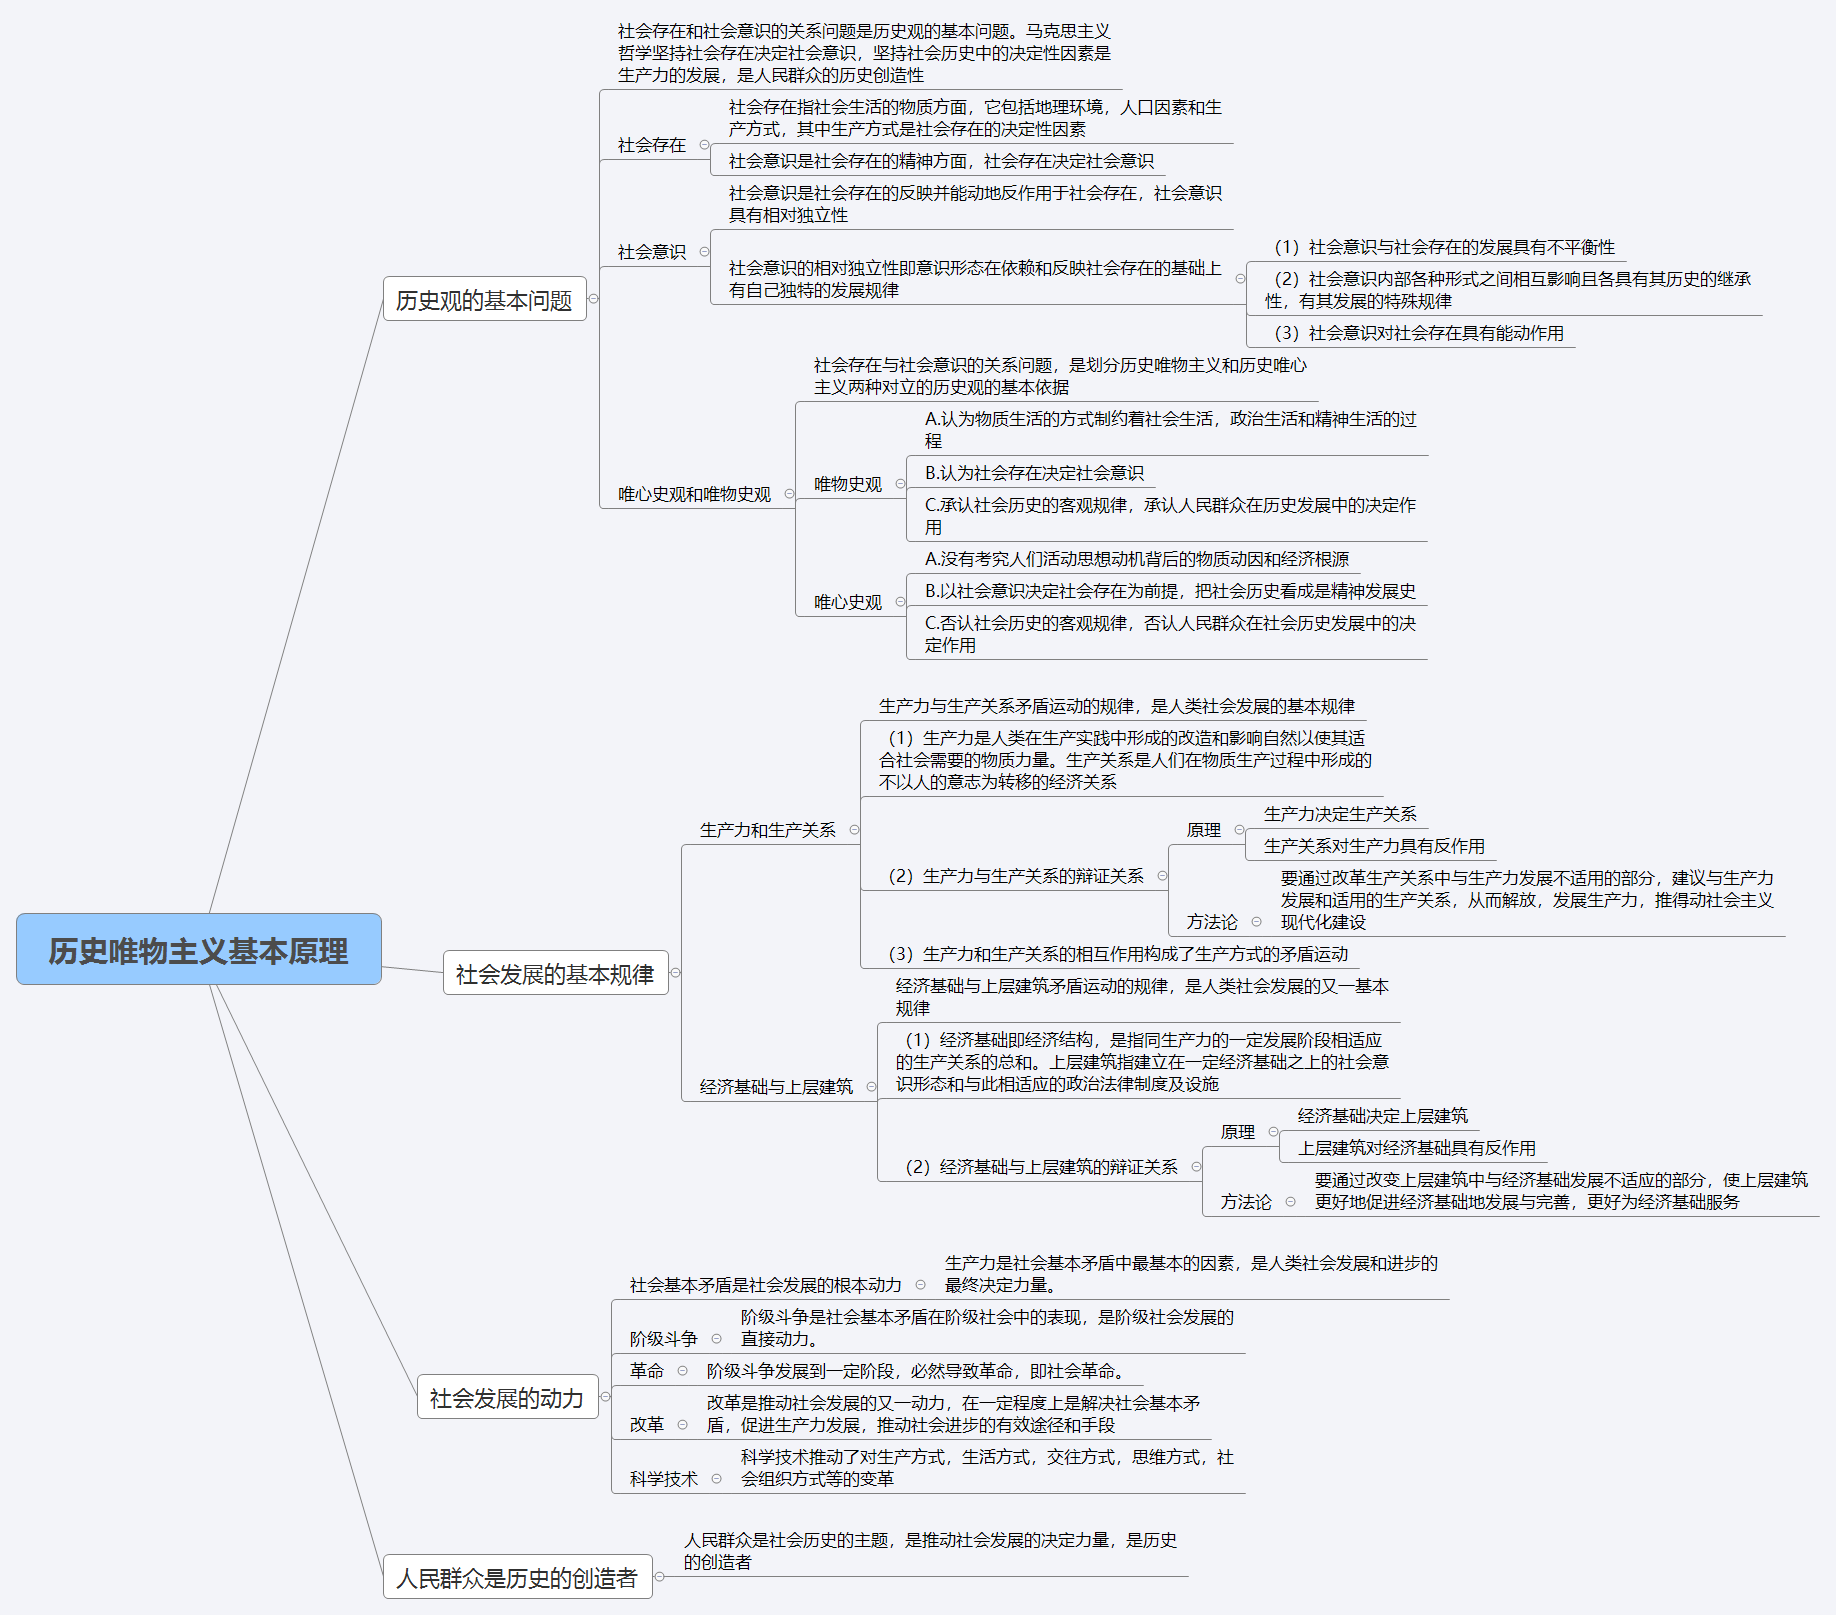 历史唯物主义基本原理
历史观的基本问题
社会存在和社会意识的关系问题是历史观的基本问题。马克思主义
哲学坚持社会存在决定社会意识，坚持社会历史中的决定性因素是
生产力的发展，是人民群众的历史创造性
社会存在
社会存在指社会生活的物质方面，它包括地理环境，人口因素和生
产方式，其中生产方式是社会存在的决定性因素
社会意识是社会存在的精神方面，社会存在决定社会意识
社会意识
社会意识是社会存在的反映并能动地反作用于社会存在，社会意识
具有相对独立性
社会意识的相对独立性即意识形态在依赖和反映社会存在的基础上
有自己独特的发展规律
（1）社会意识与社会存在的发展具有不平衡性
（2）社会意识内部各种形式之间相互影响且各具有其历史的继承
性，有其发展的特殊规律
（3）社会意识对社会存在具有能动作用
唯心史观和唯物史观
社会存在与社会意识的关系问题，是划分历史唯物主义和历史唯心
主义两种对立的历史观的基本依据
唯物史观
A.认为物质生活的方式制约着社会生活，政治生活和精神生活的过
程
B.认为社会存在决定社会意识
C.承认社会历史的客观规律，承认人民群众在历史发展中的决定作
用
唯心史观
A.没有考究人们活动思想动机背后的物质动因和经济根源
B.以社会意识决定社会存在为前提，把社会历史看成是精神发展史
C.否认社会历史的客观规律，否认人民群众在社会历史发展中的决
定作用
社会发展的基本规律
生产力和生产关系
生产力与生产关系矛盾运动的规律，是人类社会发展的基本规律
（1）生产力是人类在生产实践中形成的改造和影响自然以使其适
合社会需要的物质力量。生产关系是人们在物质生产过程中形成的
不以人的意志为转移的经济关系
（2）生产力与生产关系的辩证关系
原理
生产力决定生产关系
生产关系对生产力具有反作用
方法论
要通过改革生产关系中与生产力发展不适用的部分，建议与生产力
发展和适用的生产关系，从而解放，发展生产力，推得动社会主义
现代化建设
（3）生产力和生产关系的相互作用构成了生产方式的矛盾运动
经济基础与上层建筑
经济基础与上层建筑矛盾运动的规律，是人类社会发展的又一基本
规律
（1）经济基础即经济结构，是指同生产力的一定发展阶段相适应
的生产关系的总和。上层建筑指建立在一定经济基础之上的社会意
识形态和与此相适应的政治法律制度及设施
（2）经济基础与上层建筑的辩证关系
原理
经济基础决定上层建筑
上层建筑对经济基础具有反作用
方法论
要通过改变上层建筑中与经济基础发展不适应的部分，使上层建筑
更好地促进经济基础地发展与完善，更好为经济基础服务
社会发展的动力
社会基本矛盾是社会发展的根本动力
生产力是社会基本矛盾中最基本的因素，是人类社会发展和进步的
最终决定力量。
阶级斗争
阶级斗争是社会基本矛盾在阶级社会中的表现，是阶级社会发展的
直接动力。
革命
阶级斗争发展到一定阶段，必然导致革命，即社会革命。
改革
改革是推动社会发展的又一动力，在一定程度上是解决社会基本矛
盾，促进生产力发展，推动社会进步的有效途径和手段
科学技术
科学技术推动了对生产方式，生活方式，交往方式，思维方式，社
会组织方式等的变革
人民群众是历史的创造者
人民群众是社会历史的主题，是推动社会发展的决定力量，是历史
的创造者